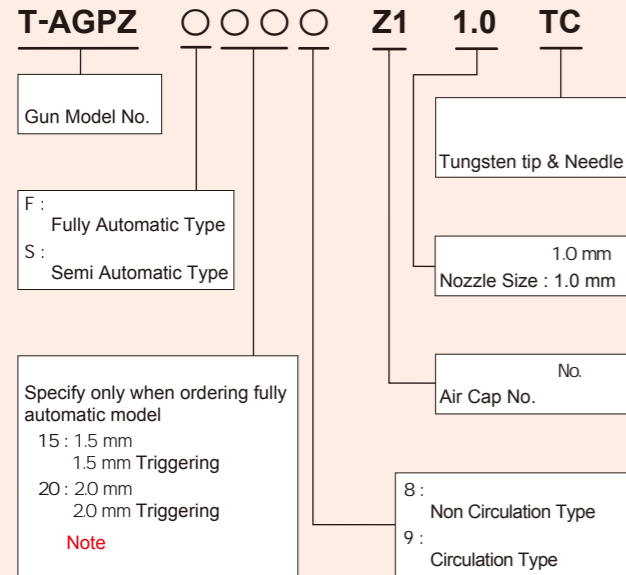 T-AGPZ ○○○○ Z1 1.0 TC
Gun Model No.
Tungsten tip & Needle
F :
Fully Automatic Type
S :
Semi Automatic Type
1.0 mm
Nozzle Size : 1.0 mm
No.
Air Cap No.
Specify only when ordering fully
automatic model
15 : 1.5 mm
1.5 mm Triggering
20 : 2.0 mm
2.0 mm Triggering
Note
8 :
Non Circulation Type
9 :
Circulation Type